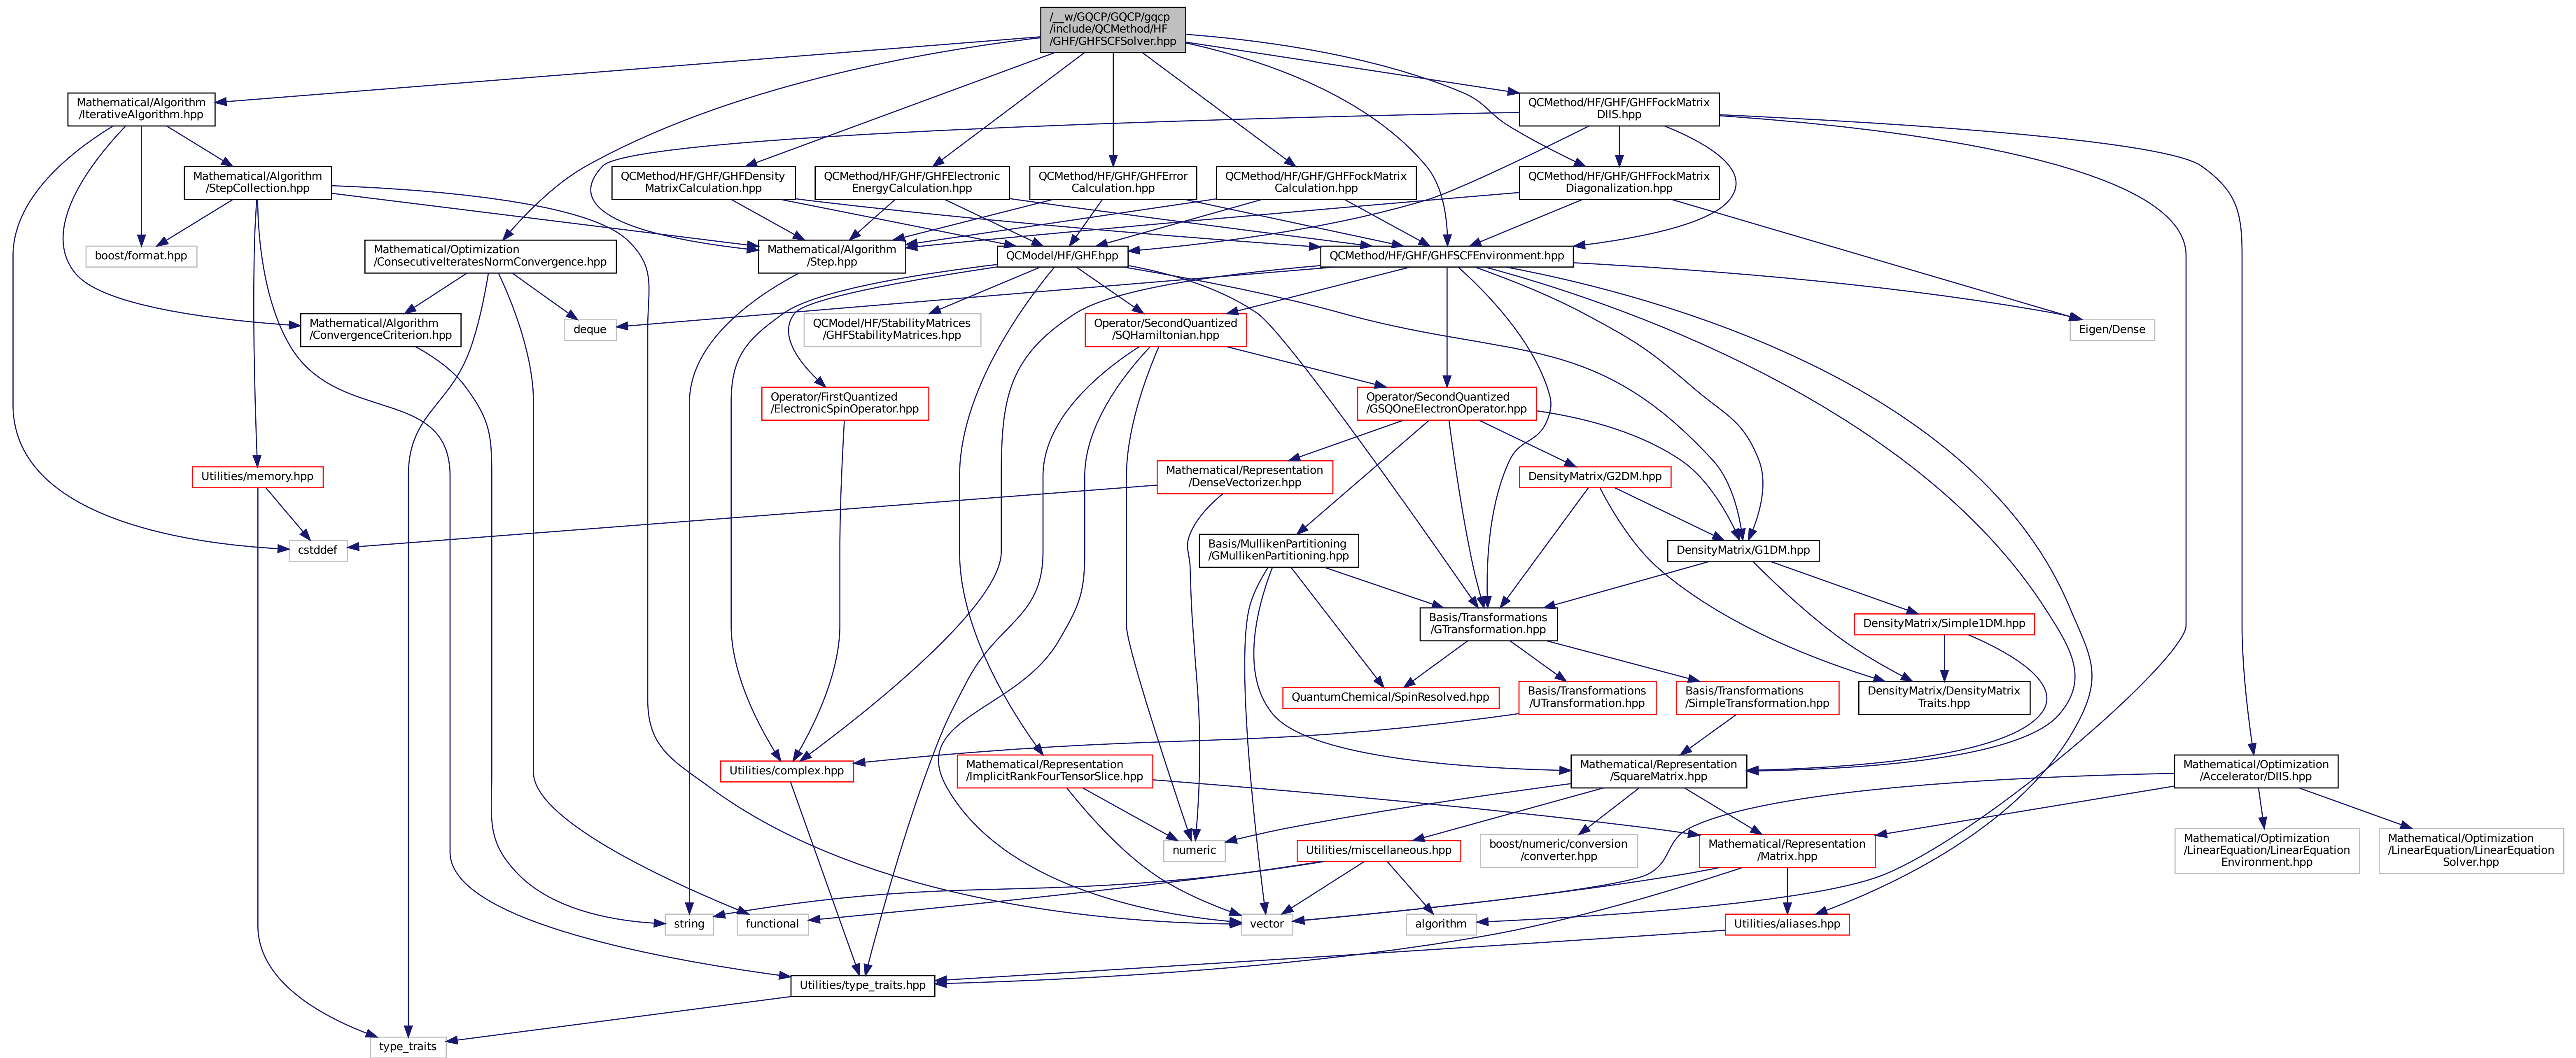 /__w/GQCP/GQCP/gqcp
/include/QCMethod/HF
/GHF/GHFSCFSolver.hpp
Mathematical/Algorithm
/IterativeAlgorithm.hpp
QCMethod/HF/GHF/GHFFockMatrix
DIIS.hpp
Mathematical/Algorithm
/StepCollection.hpp
QCMethod/HF/GHF/GHFDensity
MatrixCalculation.hpp
QCMethod/HF/GHF/GHFElectronic
EnergyCalculation.hpp
QCMethod/HF/GHF/GHFError
Calculation.hpp
QCMethod/HF/GHF/GHFFockMatrix
Calculation.hpp
QCMethod/HF/GHF/GHFFockMatrix
Diagonalization.hpp
boost/format.hpp
Mathematical/Optimization
/ConsecutiveIteratesNormConvergence.hpp
Mathematical/Algorithm
/Step.hpp
QCModel/HF/GHF.hpp
QCMethod/HF/GHF/GHFSCFEnvironment.hpp
Mathematical/Algorithm
/ConvergenceCriterion.hpp
deque
QCModel/HF/StabilityMatrices
/GHFStabilityMatrices.hpp
Operator/SecondQuantized
/SQHamiltonian.hpp
Eigen/Dense
Operator/FirstQuantized
/ElectronicSpinOperator.hpp
Operator/SecondQuantized
/GSQOneElectronOperator.hpp
Utilities/memory.hpp
Mathematical/Representation
/DenseVectorizer.hpp
DensityMatrix/G2DM.hpp
cstddef
Basis/MullikenPartitioning
/GMullikenPartitioning.hpp
DensityMatrix/G1DM.hpp
Basis/Transformations
/GTransformation.hpp
DensityMatrix/Simple1DM.hpp
QuantumChemical/SpinResolved.hpp
Basis/Transformations
/UTransformation.hpp
Basis/Transformations
/SimpleTransformation.hpp
DensityMatrix/DensityMatrix
Traits.hpp
Utilities/complex.hpp
Mathematical/Representation
/ImplicitRankFourTensorSlice.hpp
Mathematical/Representation
/SquareMatrix.hpp
Mathematical/Optimization
/Accelerator/DIIS.hpp
numeric
Utilities/miscellaneous.hpp
boost/numeric/conversion
/converter.hpp
Mathematical/Representation
/Matrix.hpp
Mathematical/Optimization
/LinearEquation/LinearEquation
Environment.hpp
Mathematical/Optimization
/LinearEquation/LinearEquation
Solver.hpp
string
functional
vector
algorithm
Utilities/aliases.hpp
Utilities/type_traits.hpp
type_traits